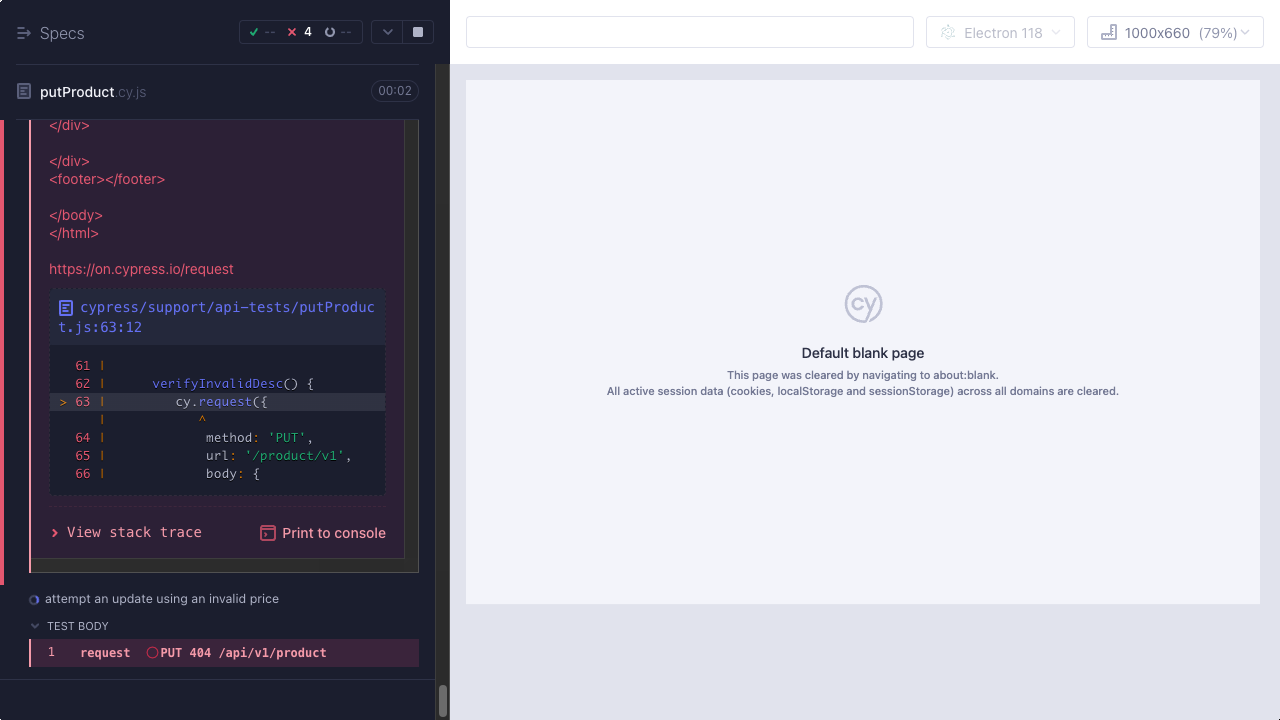 Specs
--
4
--
Electron 118
1000x660 (79%)
putProduct.cy.js
00:02
</div>
</div>
<footer></footer>
</body>
</html>
https://on.cypress.io/request
cypress/support/api-tests/putProduc
t.js:63:12
61 |
62 | verifyInvalidDesc() {
> 63 | cy.request({
| ^
64 | method: 'PUT',
65 | url: '/product/v1',
66 | body: {
View stack trace
Print to console
attempt an update using an invalid price
TEST BODY
1 request PUT 404 /api/v1/product
cy
Default blank page
This page was cleared by navigating to about:blank.
All active session data (cookies, localStorage and sessionStorage) across all domains are cleared.